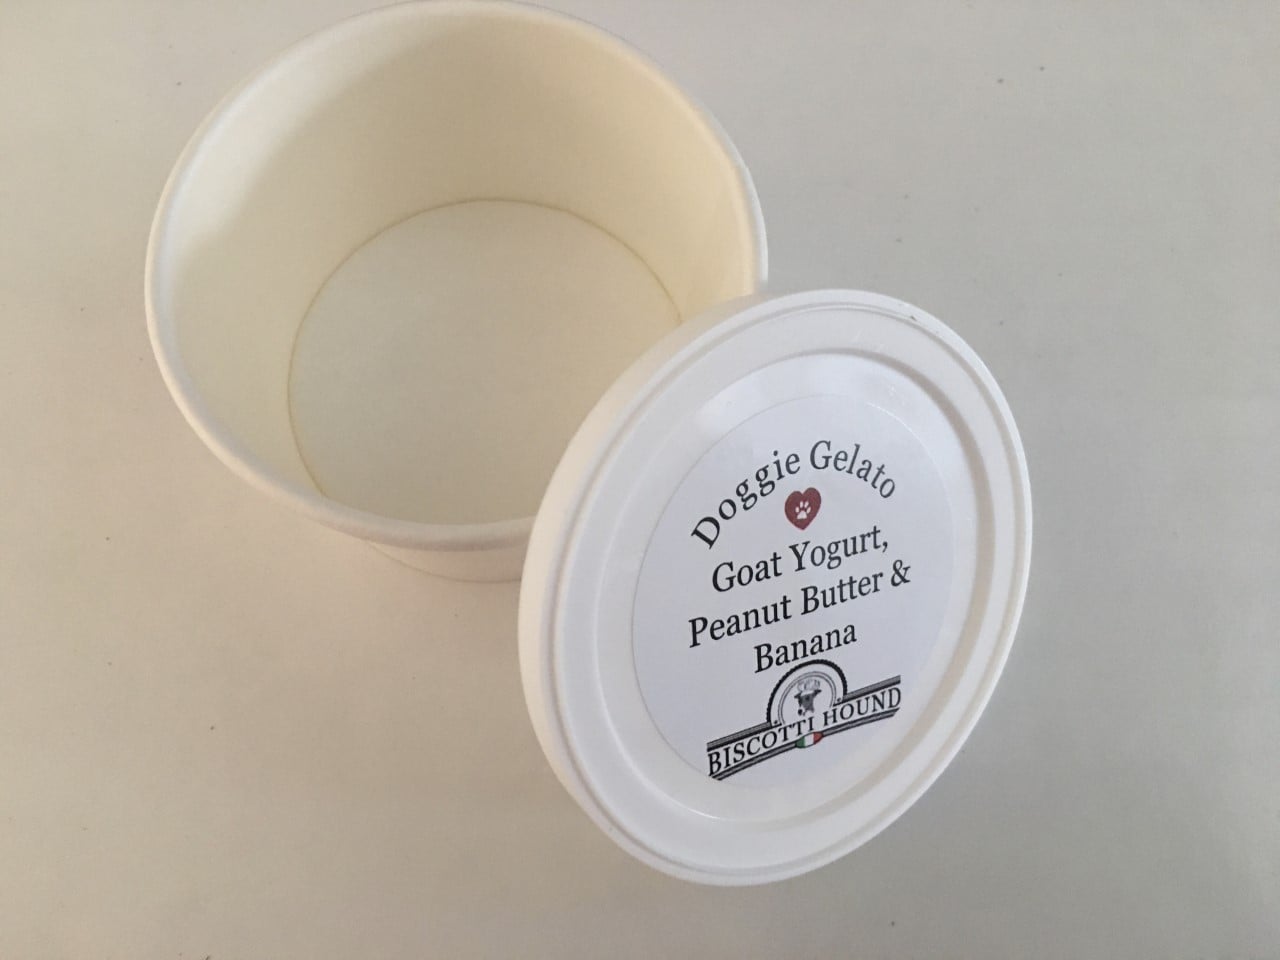 Doggie Gelato
Goat Yogurt,
Peanut Butter &
Banana
BISCOTTI HOUND